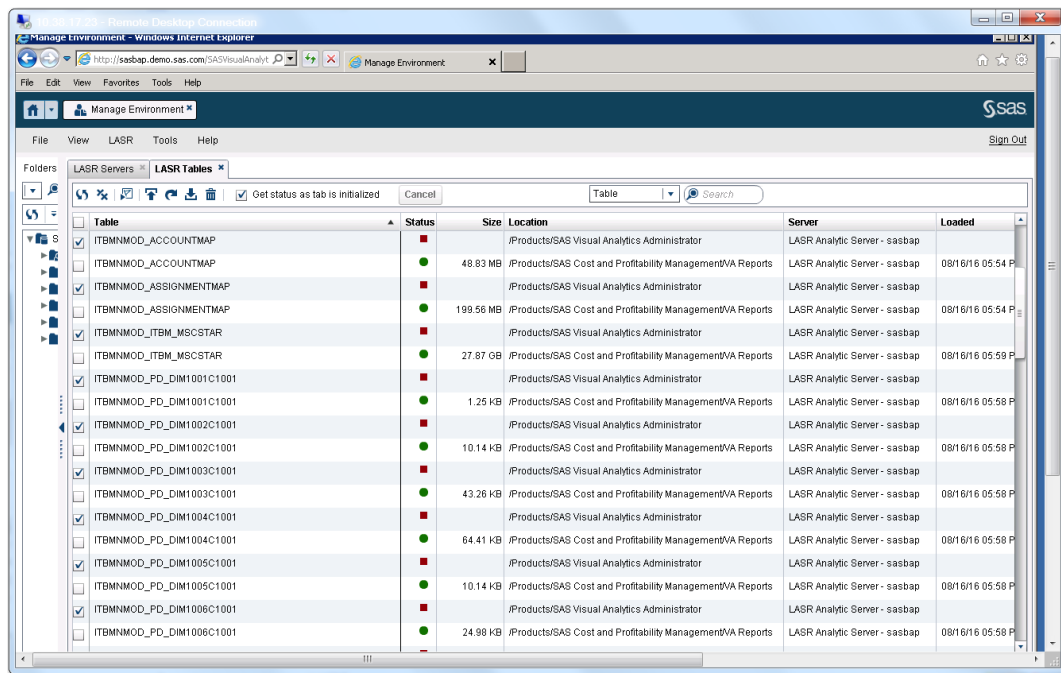 10.38.17.23 - Remote Desktop Connection
Manage Environment - Windows Internet Explorer
http://sasbap.demo.sas.com/SASVisualAnalyt
Manage Environment
File Edit View Favorites Tools Help
Manage Environment
sas
File View LASR Tools Help Sign Out
Folders LASR Servers LASR Tables
Get status as tab is initialized Cancel Table Search
Table Status Size Location Server Loaded
S
ITBMNMOD_ACCOUNTMAP /Products/SAS Visual Analytics Administrator LASR Analytic Server - sasbap
ITBMNMOD_ACCOUNTMAP 48.83 MB /Products/SAS Cost and Profitability Management/VA Reports LASR Analytic Server - sasbap 08/16/16 05:54 P
ITBMNMOD_ASSIGNMENTMAP /Products/SAS Visual Analytics Administrator LASR Analytic Server - sasbap
ITBMNMOD_ASSIGNMENTMAP 199.56 MB /Products/SAS Cost and Profitability Management/VA Reports LASR Analytic Server - sasbap 08/16/16 05:54 P
ITBMNMOD_ITBM_MSCSTAR /Products/SAS Visual Analytics Administrator LASR Analytic Server - sasbap
ITBMNMOD_ITBM_MSCSTAR 27.87 GB /Products/SAS Cost and Profitability Management/VA Reports LASR Analytic Server - sasbap 08/16/16 05:59 P
ITBMNMOD_PD_DIM1001C1001 /Products/SAS Visual Analytics Administrator LASR Analytic Server - sasbap
ITBMNMOD_PD_DIM1001C1001 1.25 KB /Products/SAS Cost and Profitability Management/VA Reports LASR Analytic Server - sasbap 08/16/16 05:58 P
ITBMNMOD_PD_DIM1002C1001 /Products/SAS Visual Analytics Administrator LASR Analytic Server - sasbap
ITBMNMOD_PD_DIM1002C1001 10.14 KB /Products/SAS Cost and Profitability Management/VA Reports LASR Analytic Server - sasbap 08/16/16 05:58 P
ITBMNMOD_PD_DIM1003C1001 /Products/SAS Visual Analytics Administrator LASR Analytic Server - sasbap
ITBMNMOD_PD_DIM1003C1001 43.26 KB /Products/SAS Cost and Profitability Management/VA Reports LASR Analytic Server - sasbap 08/16/16 05:58 P
ITBMNMOD_PD_DIM1004C1001 /Products/SAS Visual Analytics Administrator LASR Analytic Server - sasbap
ITBMNMOD_PD_DIM1004C1001 64.41 KB /Products/SAS Cost and Profitability Management/VA Reports LASR Analytic Server - sasbap 08/16/16 05:58 P
ITBMNMOD_PD_DIM1005C1001 /Products/SAS Visual Analytics Administrator LASR Analytic Server - sasbap
ITBMNMOD_PD_DIM1005C1001 10.14 KB /Products/SAS Cost and Profitability Management/VA Reports LASR Analytic Server - sasbap 08/16/16 05:58 P
ITBMNMOD_PD_DIM1006C1001 /Products/SAS Visual Analytics Administrator LASR Analytic Server - sasbap
ITBMNMOD_PD_DIM1006C1001 24.98 KB /Products/SAS Cost and Profitability Management/VA Reports LASR Analytic Server - sasbap 08/16/16 05:58 P